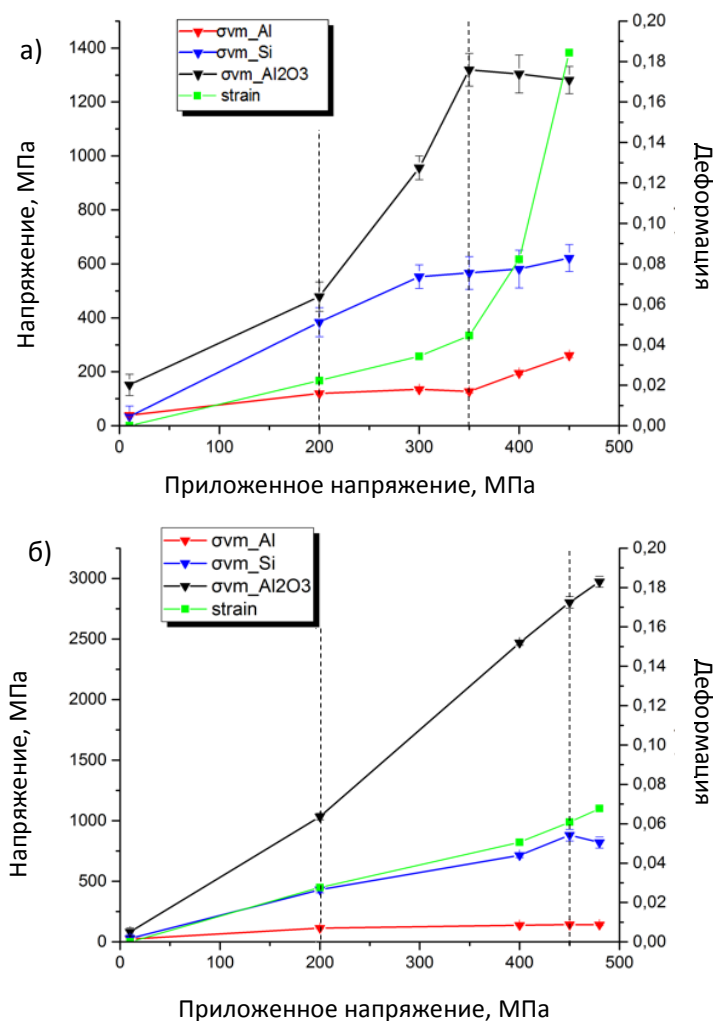 а)
σvm_Al
σvm_Si
σvm_Al2O3
strain
Напряжение, МПа
1400
1200
1000
800
600
400
200
0
0,20
0,18
0,16
0,14
0,12
0,10
0,08
0,06
0,04
0,02
0,00
Деформация
0 100 200 300 400 500
Приложенное напряжение, МПа
б)
σvm_Al
σvm_Si
σvm_Al2O3
strain
Напряжение, МПа
3000
2500
2000
1500
1000
500
0
0,20
0,18
0,16
0,14
0,12
0,10
0,08
0,06
0,04
0,02
0,00
Деформация
0 100 200 300 400 500
Приложенное напряжение, МПа